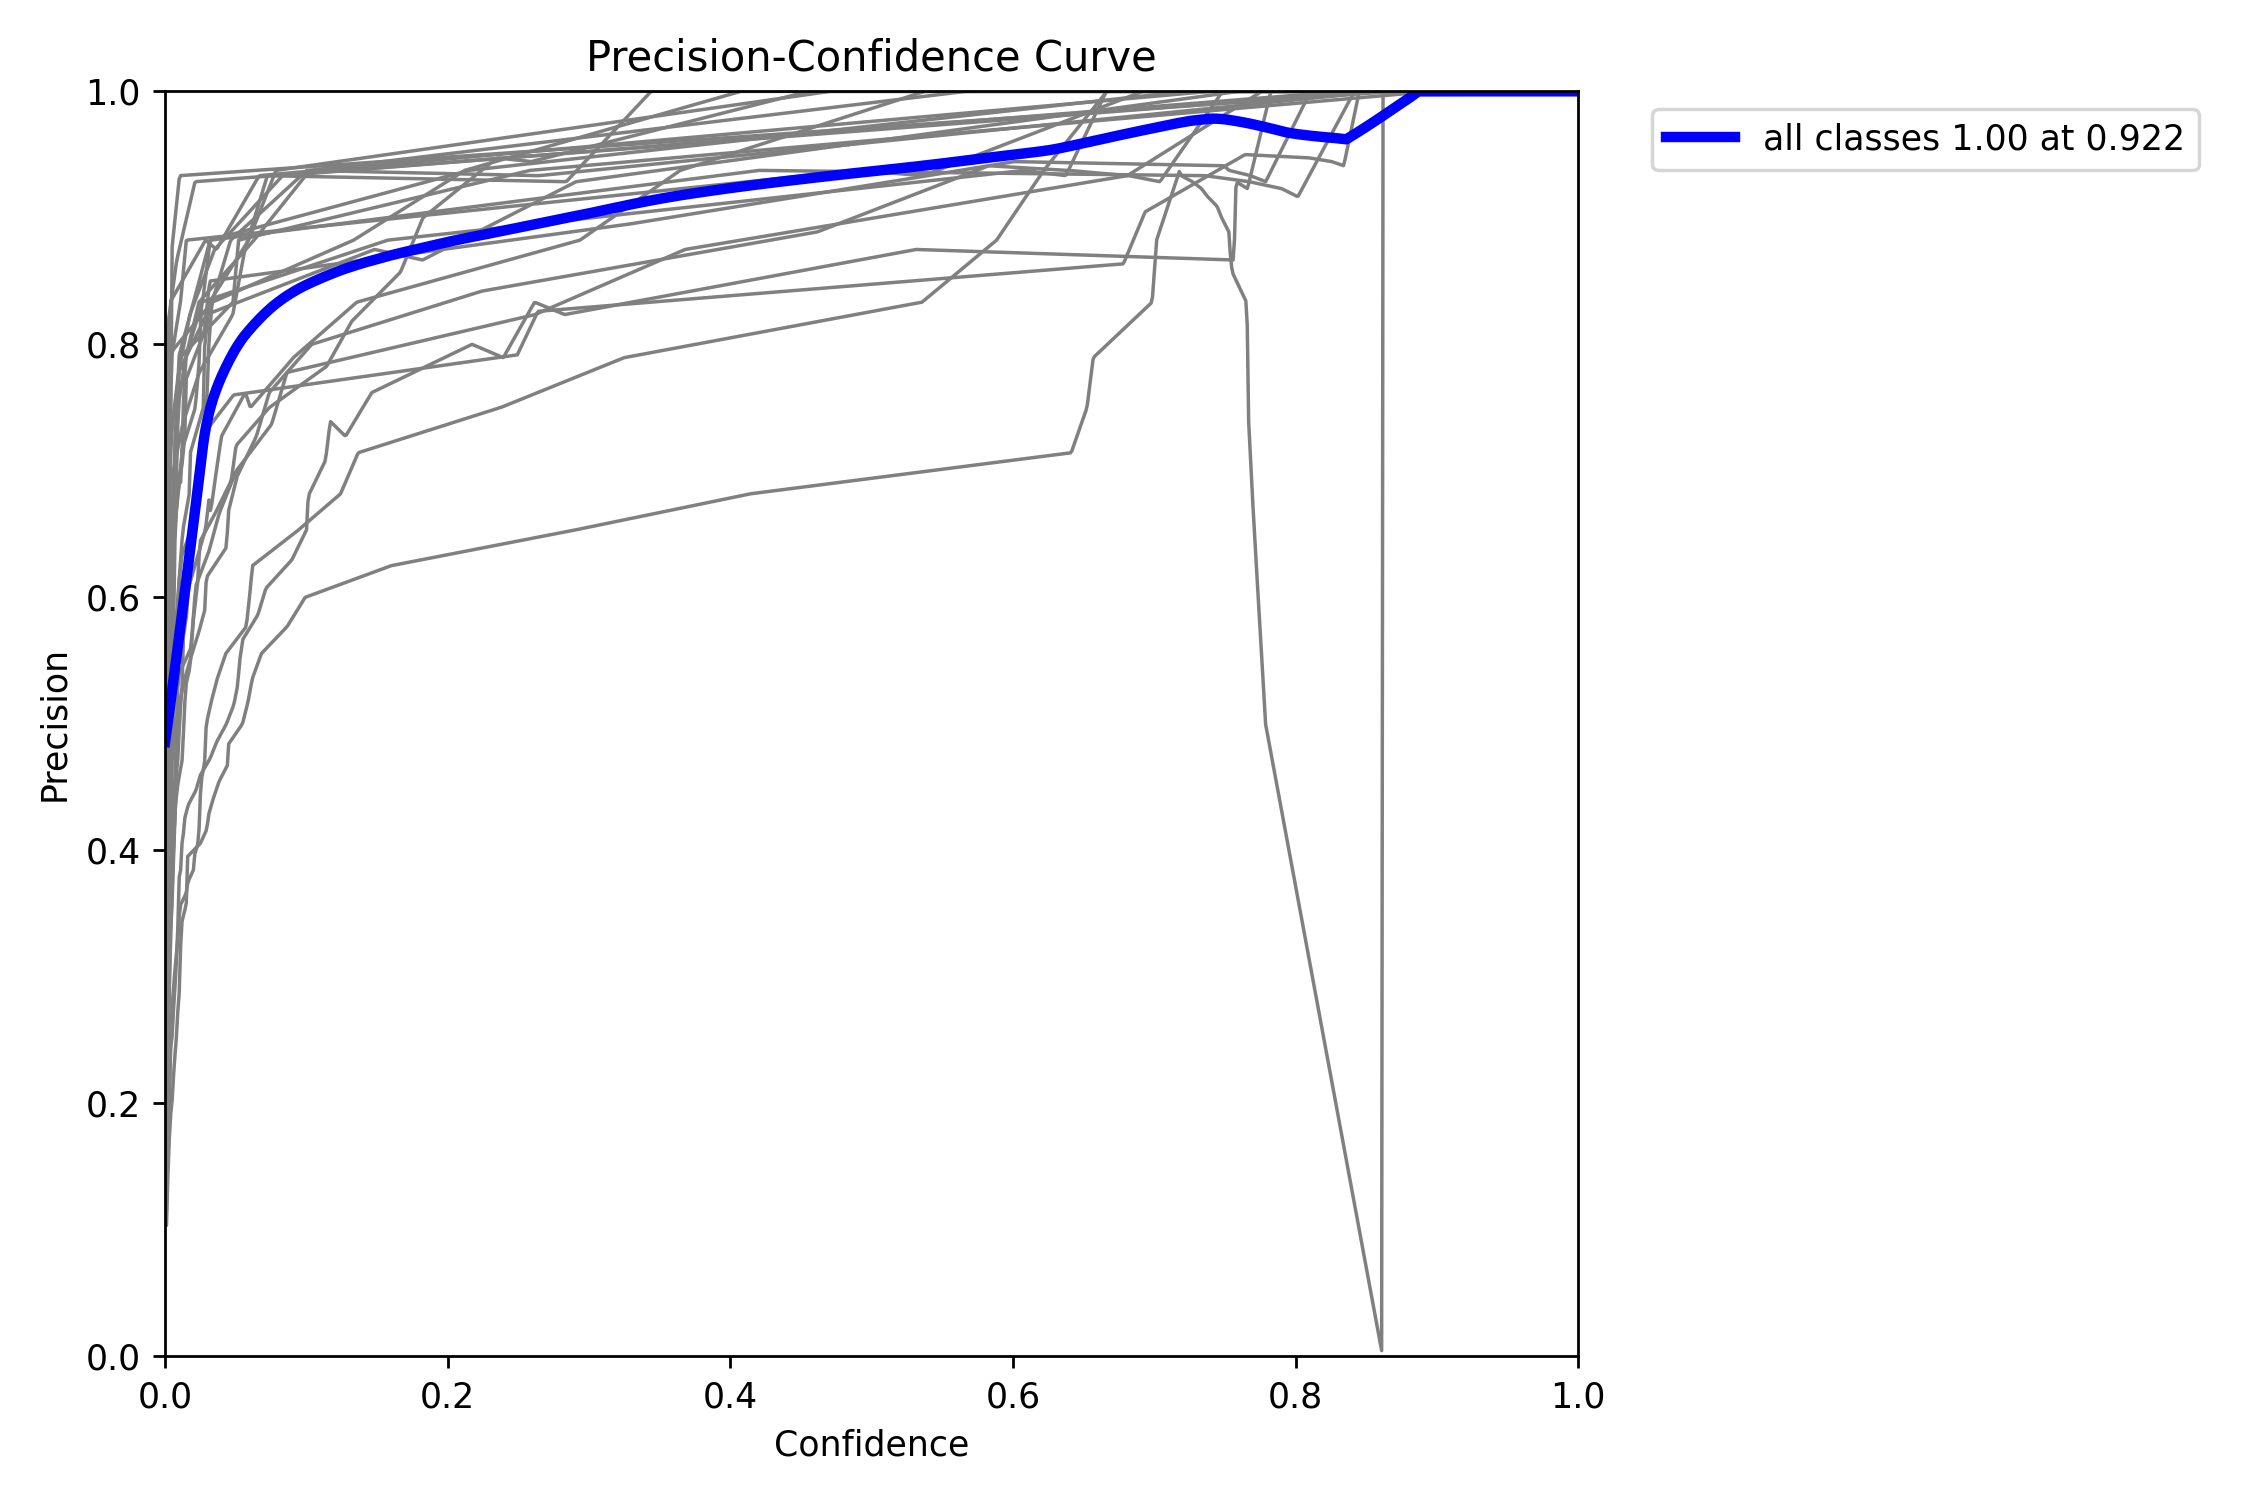 Precision-Confidence Curve
all classes 1.00 at 0.922
Precision
1.0
0.8
0.6
0.4
0.2
0.0
0.0 0.2 0.4 0.6 0.8 1.0
Confidence